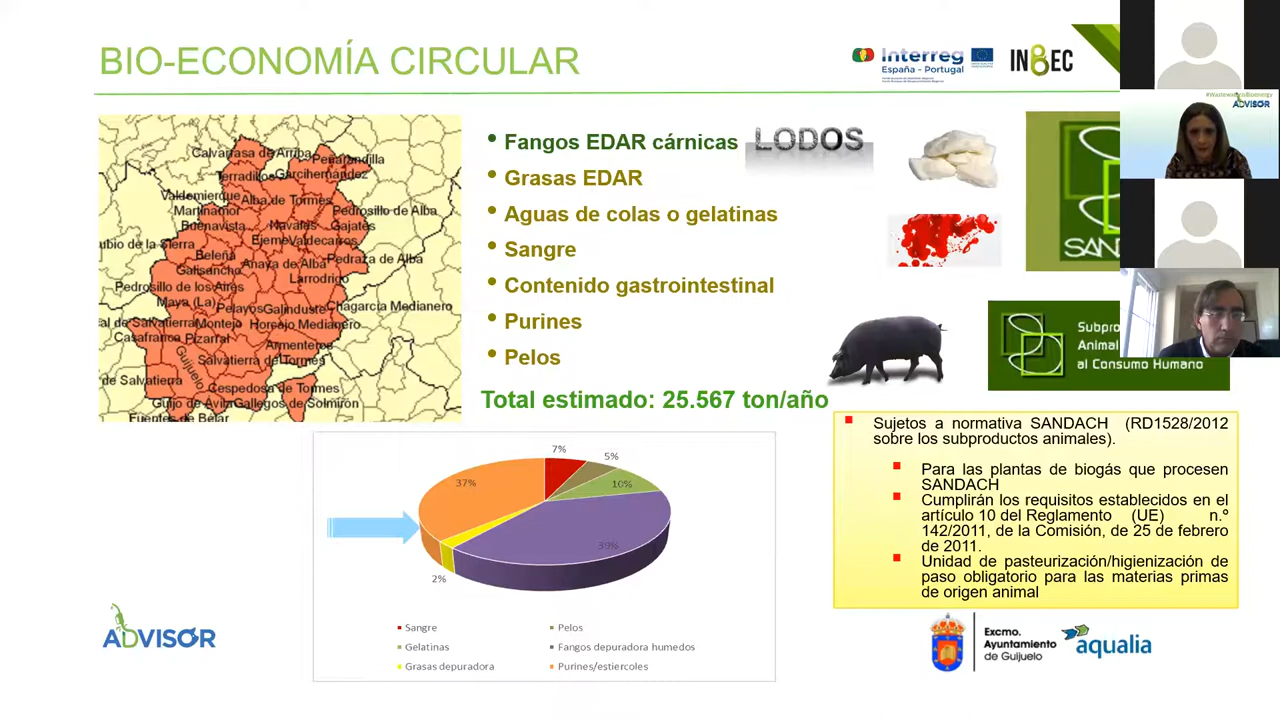 BIO-ECONOMÍA CIRCULAR
Interreg
España - Portugal
INBEC
#WastewaterIsBioenergy
ADVISOR
Calvarrasa de Arriba
Peñarandilla
Terradillos
Garcihernández
Valdemierque
Alba de Tormes
Martinamor
Pedrosillo de Alba
Buenavista
Navales
Gajates
Ejeme
Valdecarros
ubio de la Sierra
Beleña
Anaya de Alba
Pedraza de Alba
Galisancho
Larrodrigo
Pedrosillo de los Aires
Maya (La)
Pelayos
Galinduste
Chagarcía Medianero
al de Salvatierra
Montejo
Horcajo Medianero
Casafranca
Pizarral
Armenteros
Guijuelo
Salvatierra de Tormes
de Salvatierra
Cespedosa de Tormes
Guijo de Ávila
Gallegos de Solmirón
Fuentes de Béjar
• Fangos EDAR cárnicas
LODOS
• Grasas EDAR
• Aguas de colas o gelatinas
• Sangre
• Contenido gastrointestinal
• Purines
• Pelos
Total estimado: 25.567 ton/año
SAND
Subpro
Animal
al Consumo Humano
Sujetos a normativa SANDACH (RD1528/2012
sobre los subproductos animales).
Para las plantas de biogás que procesen
SANDACH
Cumplirán los requisitos establecidos en el
artículo 10 del Reglamento (UE) n.º
142/2011, de la Comisión, de 25 de febrero
de 2011.
Unidad de pasteurización/higienización de
paso obligatorio para las materias primas
de origen animal
7%
5%
10%
37%
39%
2%
Sangre
Pelos
Gelatinas
Fangos depuradora humedos
Grasas depuradora
Purines/estiercoles
ADVISOR
Excmo.
Ayuntamiento
de Guijuelo
aqualia